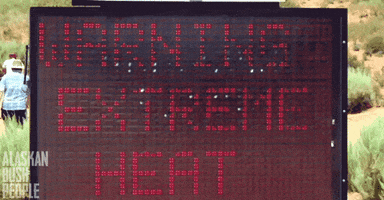 WARNING
EXTREME
HEAT
ALASKAN
BUSH
PEOPLE